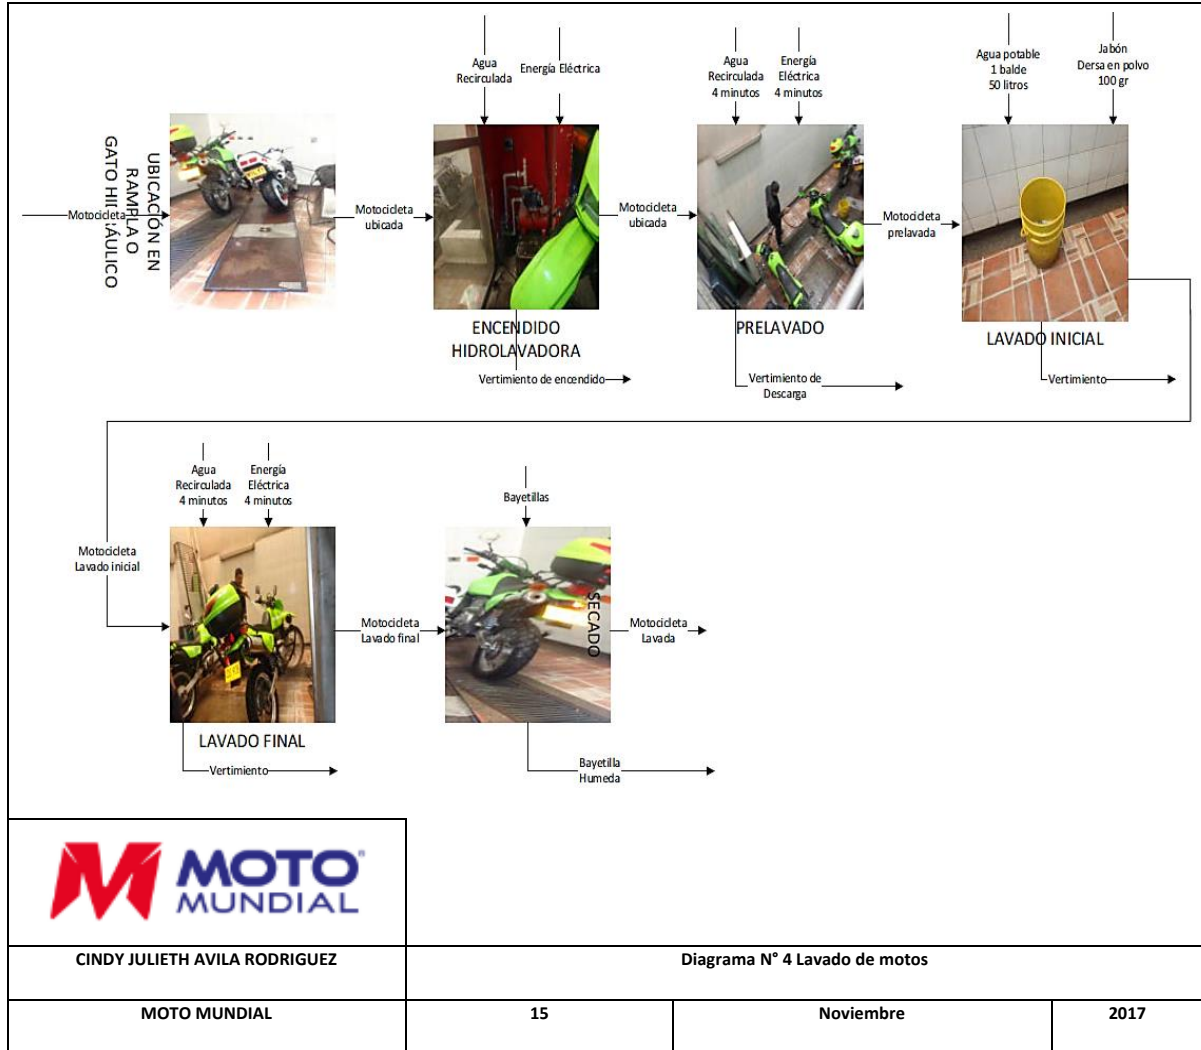 Agua
Recirculada
Energía Eléctrica
Agua
Recirculada
4 minutos
Energía
Eléctrica
4 minutos
Agua potable
1 balde
50 litros
Jabón
Dersa en polvo
100 gr
Motocicleta
UBICACIÓN EN
RAMPLA O
GATO HIDRÁULICO
Motocicleta
ubicada
Motocicleta
ubicada
Motocicleta
prelavada
ENCENDIDO
HIDROLAVADORA
PRELAVADO
LAVADO INICIAL
Vertimiento de encendido
Vertimiento de
Descarga
Vertimiento
Agua
Recirculada
4 minutos
Energía
Eléctrica
4 minutos
Bayetillas
Motocicleta
Lavado inicial
Motocicleta
Lavado final
SECADO
Motocicleta
Lavada
LAVADO FINAL
Vertimiento
Bayetilla
Humeda
MOTO
MUNDIAL
CINDY JULIETH AVILA RODRIGUEZ
Diagrama N° 4 Lavado de motos
MOTO MUNDIAL
15
Noviembre
2017